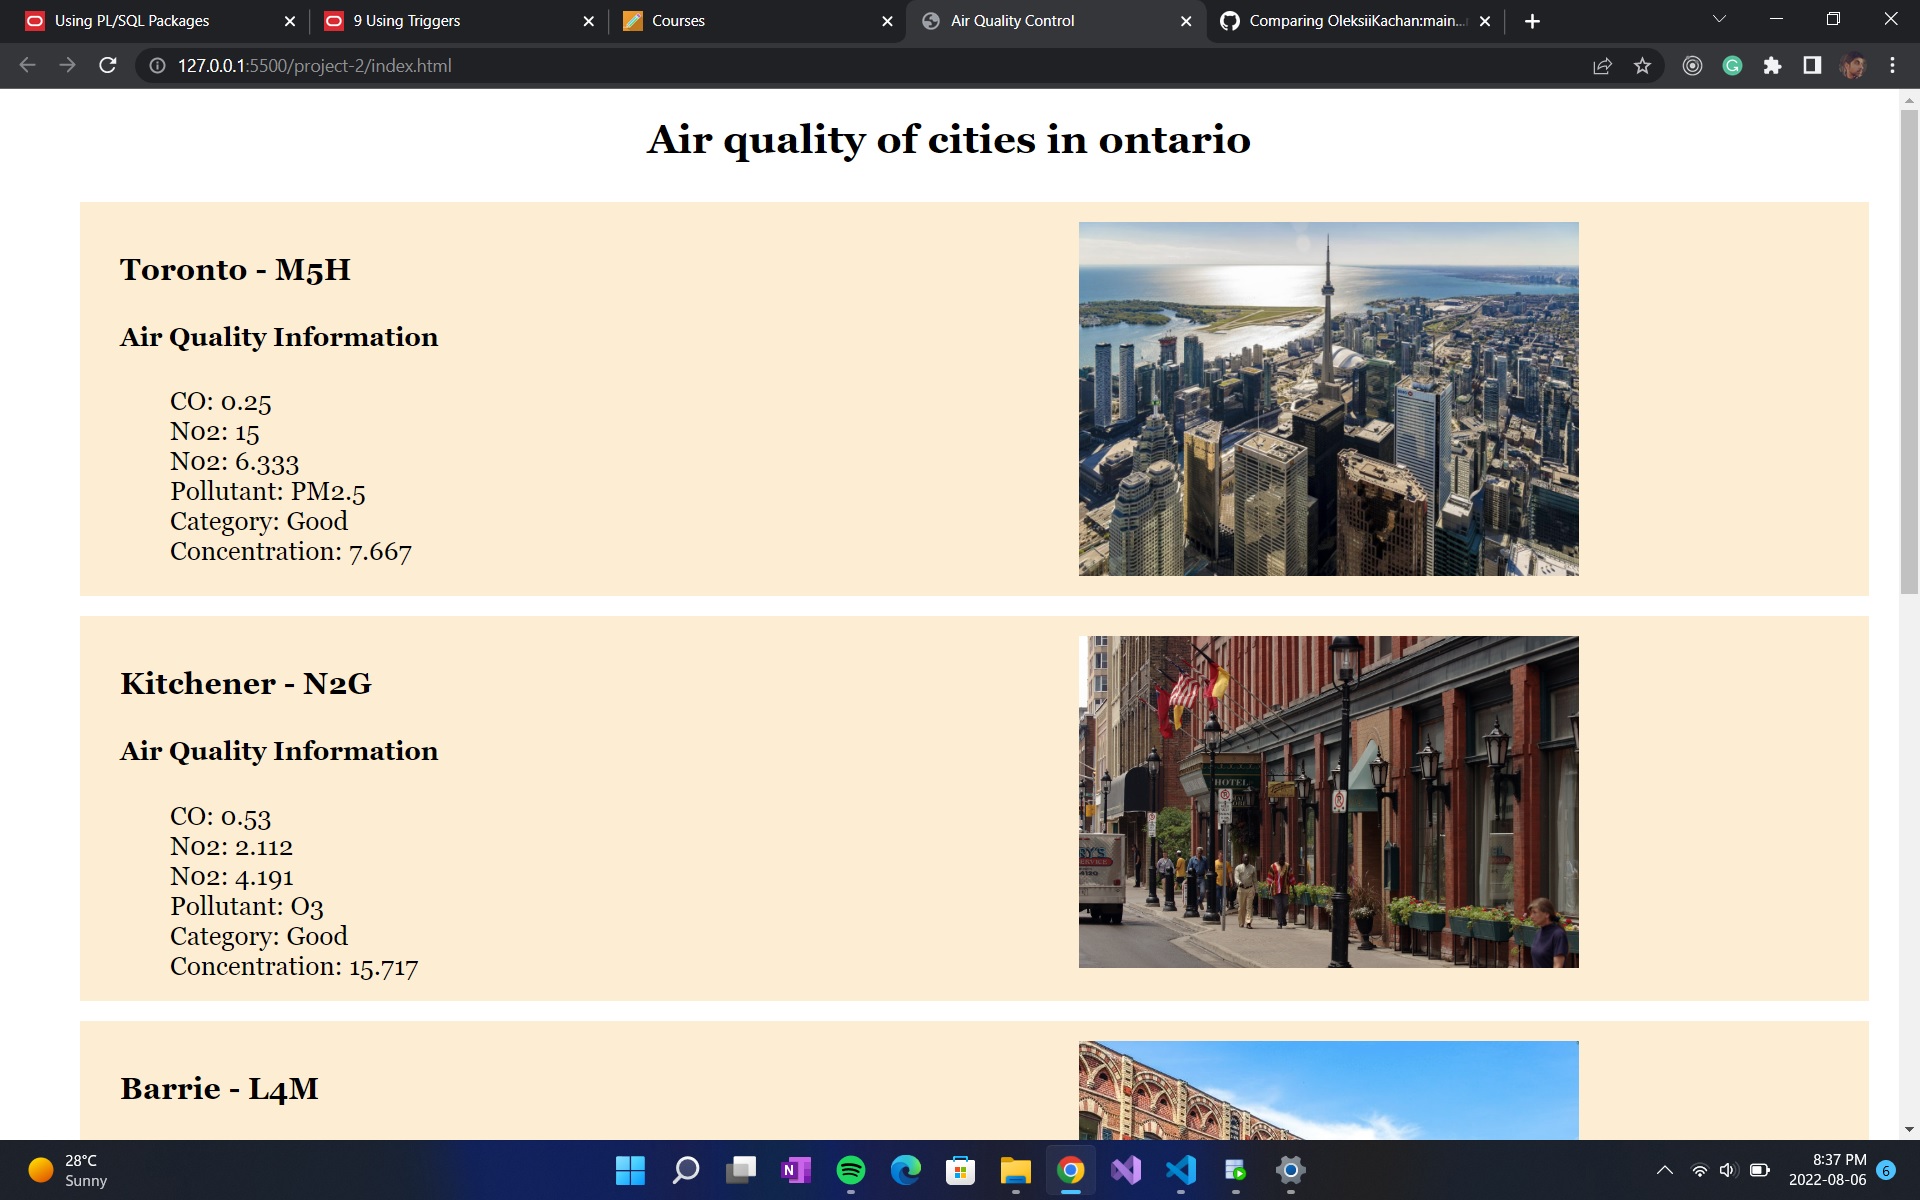 Using PL/SQL Packages
9 Using Triggers
Courses
Air Quality Control
Comparing OleksiiKachan:main...
127.0.0.1:5500/project-2/index.html
Air quality of cities in ontario
Toronto - M5H
Air Quality Information
CO: 0.25
No2: 15
No2: 6.333
Pollutant: PM2.5
Category: Good
Concentration: 7.667
Kitchener - N2G
Air Quality Information
HOTEL
CO: 0.53
No2: 2.112
No2: 4.191
Pollutant: O3
Category: Good
Concentration: 15.717
Barrie - L4M
28°C
Sunny
N
8:37 PM
2022-08-06
6